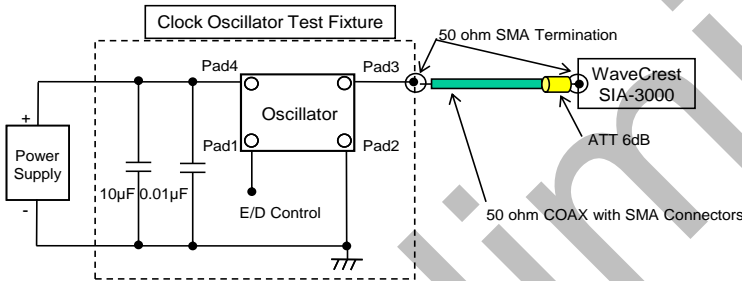 Clock Oscillator Test Fixture
50 ohm SMA Termination
Pad4
Pad3
WaveCrest
SIA-3000
+
Oscillator
Power
Supply
-
Pad1
Pad2
ATT 6dB
10µF
0.01µF
E/D Control
50 ohm COAX with SMA Connectors